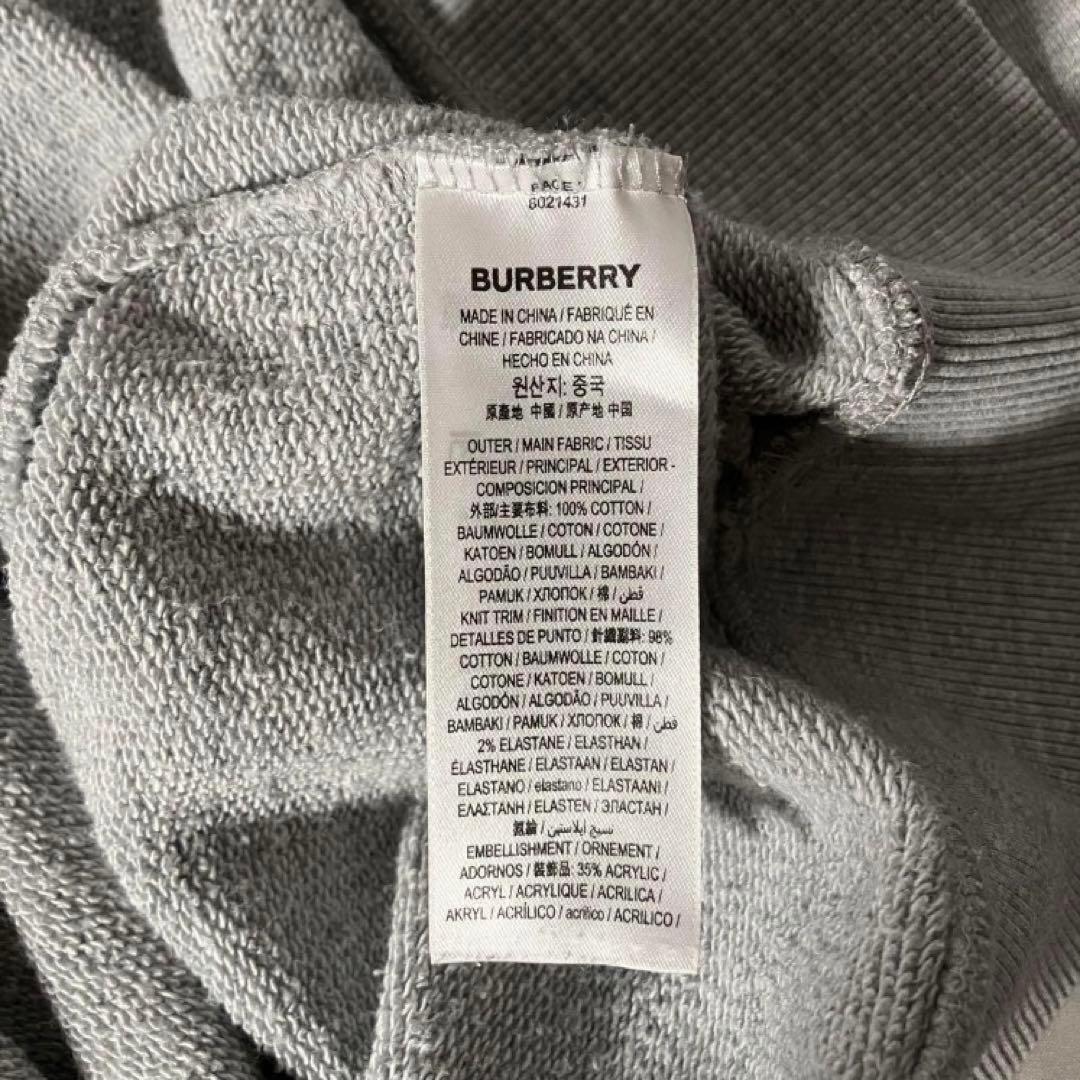 8021431
BURBERRY
MADE IN CHINA / FABRIQUÉ EN
CHINE / FABRICADO NA CHINA /
HECHO EN CHINA
원산지: 중국
原產地 中國 / 原产地 中国
OUTER / MAIN FABRIC / TISSU
EXTÉRIEUR / PRINCIPAL / EXTERIOR -
COMPOSICION PRINCIPAL /
外部/主要布料: 100% COTTON /
BAUMWOLLE / COTON / COTONE /
KATOEN / BOMULL / ALGODÓN /
ALGODÃO / PUUVILLA / BAMBAKI /
PAMUK / ХЛОПОК / 棉 / قطن
KNIT TRIM / FINITION EN MAILLE /
DETALLES DE PUNTO / 針織副料: 98%
COTTON / BAUMWOLLE / COTON /
COTONE / KATOEN / BOMULL /
ALGODÓN / ALGODÃO / PUUVILLA /
BAMBAKI / PAMUK / ХЛОПОК / 棉 / قطن
2% ELASTANE / ELASTHAN /
ÉLASTHANE / ELASTAAN / ELASTAN /
ELASTANO / elastano / ELASTAANI /
ΕΛΑΣΤΑΝΗ / ELASTEN / ЭЛАСТАН /
氨綸 / نسيج إيلاستين
EMBELLISHMENT / ORNEMENT /
ADORNOS / 裝飾品: 35% ACRYLIC /
ACRYL / ACRYLIQUE / ACRILICA /
AKRYL / ACRÍLICO / acrílico / ACRILICO /